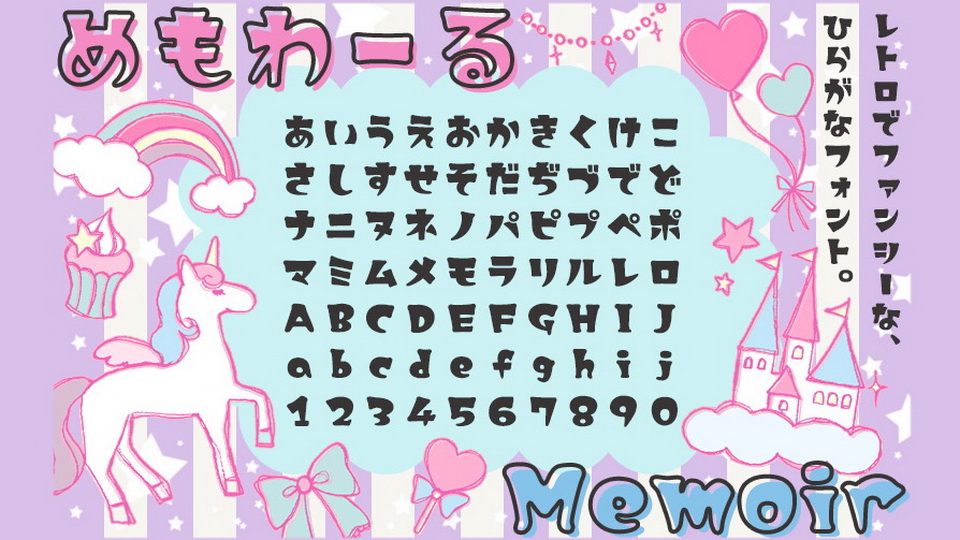 めもわーる
レトロでファンシーな、
ひらがなフォント。
あいうえおかきくけこ
さしすせそだぢづでど
ナニヌネノパピプペポ
マミムメモラリルレロ
ABCDEFGHIJ
abcdefghij
1234567890
Memoir